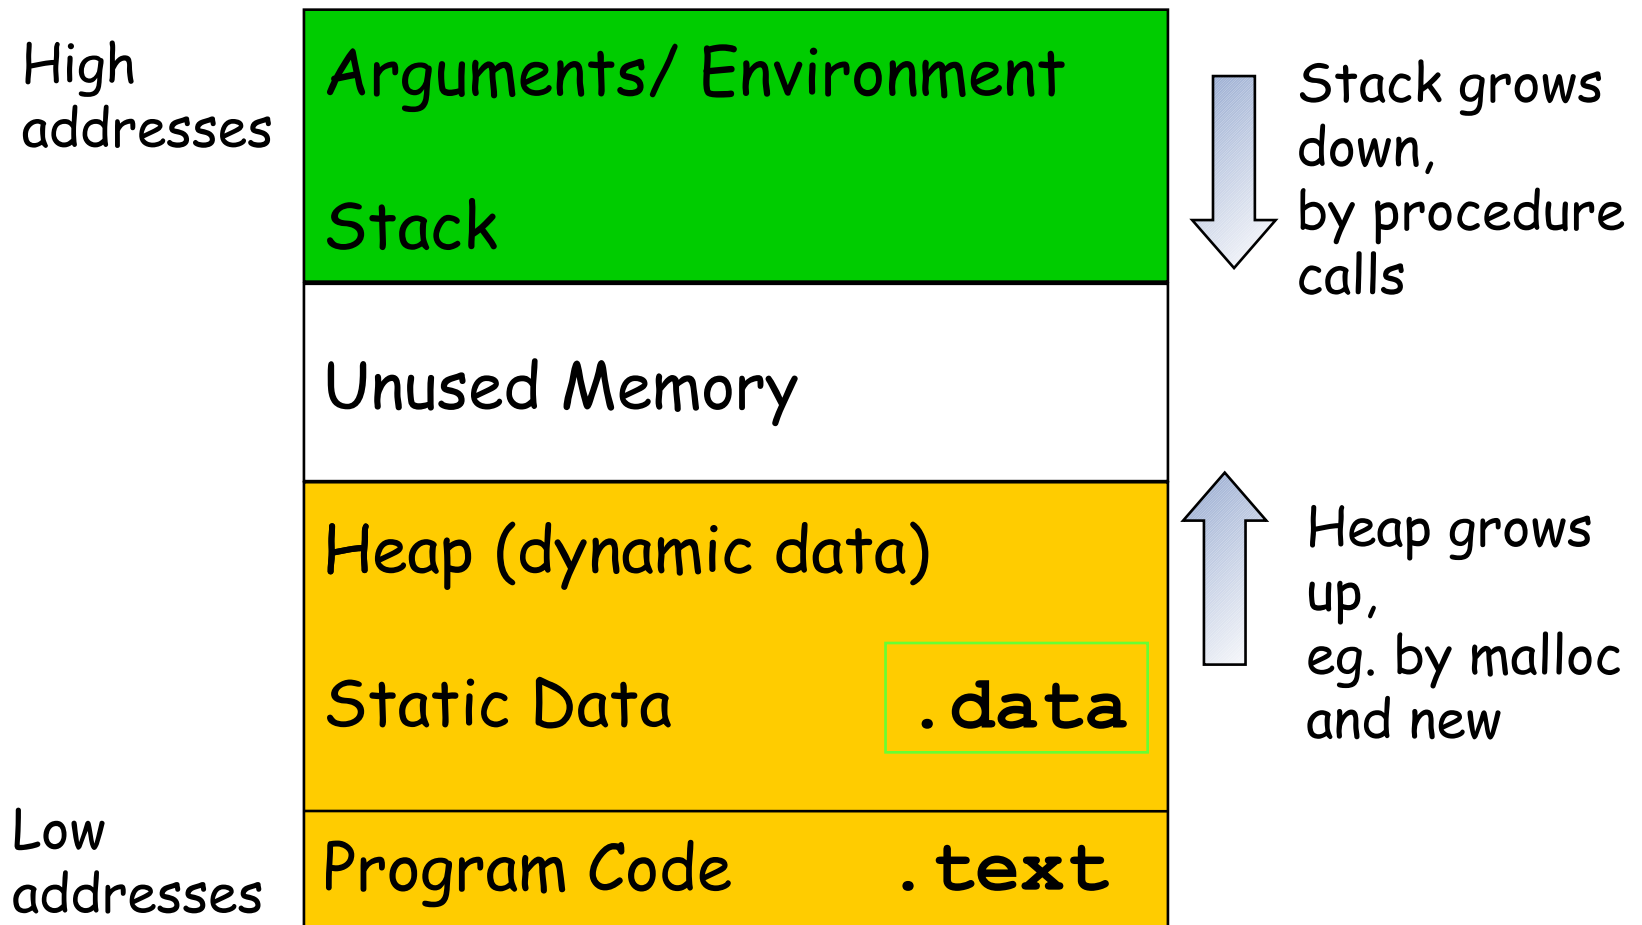 High
addresses
Arguments/ Environment
Stack
Stack grows
down,
by procedure
calls
Unused Memory
Heap (dynamic data)
Static Data .data
Heap grows
up,
eg. by malloc
and new
Low
addresses
Program Code .text